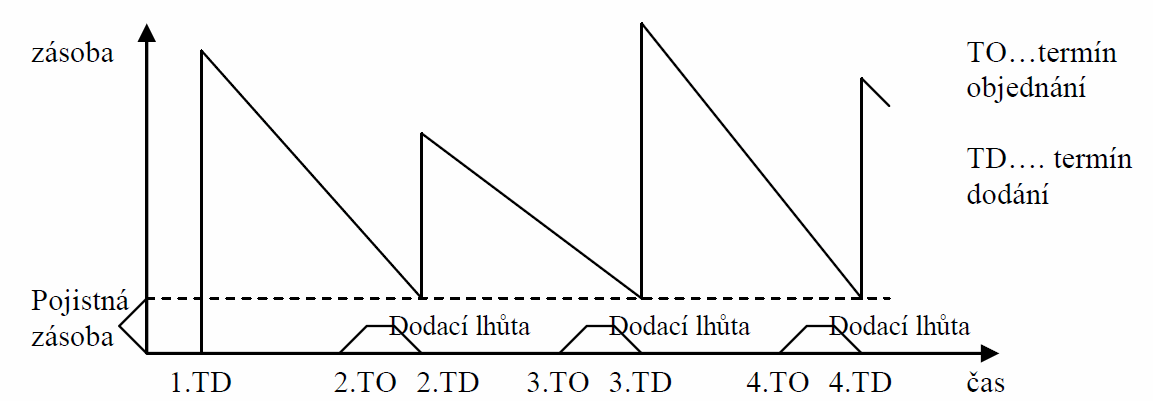 zásoba
TO…termín
objednání
TD…. termín
dodání
Pojistná
zásoba
Dodací lhůta
Dodací lhůta
Dodací lhůta
1.TD
2.TO
2.TD
3.TO
3.TD
4.TO
4.TD
čas